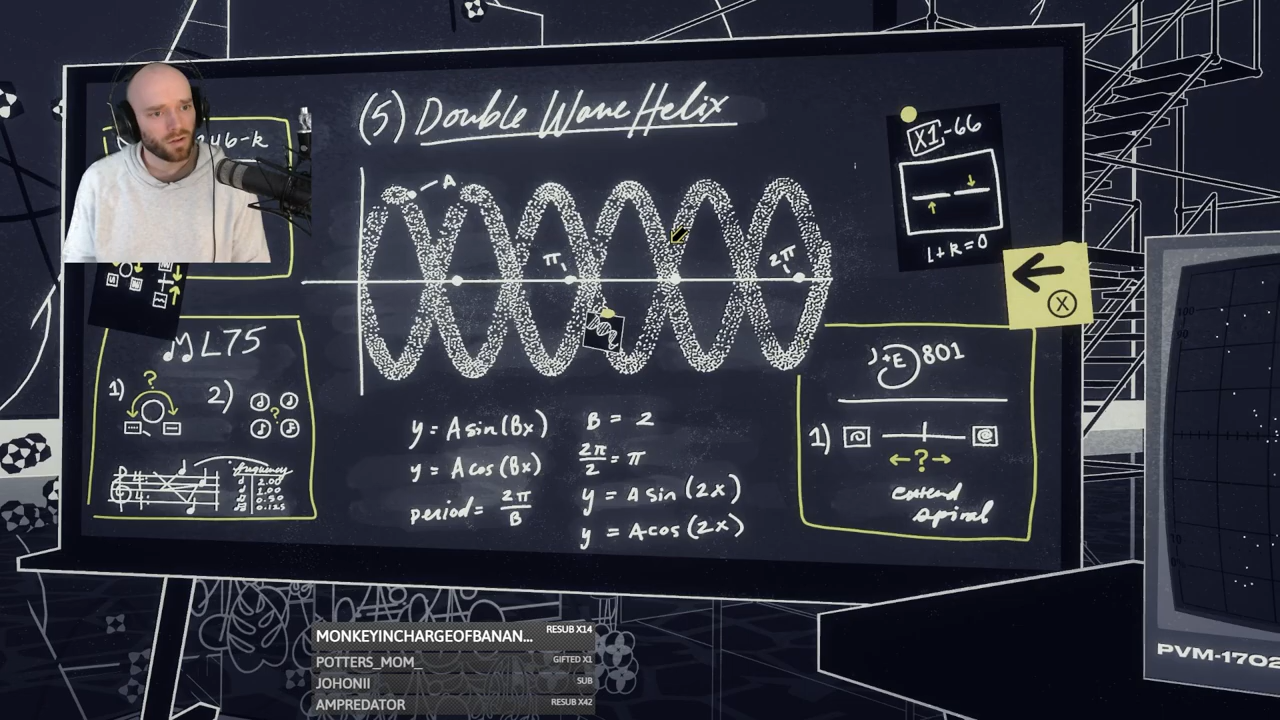 (5) Double Wave Helix
A
π
2π
y = A sin(Bx)
y = A cos(Bx)
period = 2π/B
B = 2
2π/2 = π
y = A sin (2x)
y = A cos (2x)
46-k
ML75
1) ?
2) ?
2.00
1.00
0.50
0.125
X1-66
1+k=0
X
J+E 801
1)
←?→
extend
spiral
PVM-1702
MONKEYINCHARGEOFBANAN... RESUB X14
POTTERS_MOM_ GIFTED X1
JOHONII SUB
AMPREDATOR RESUB X42